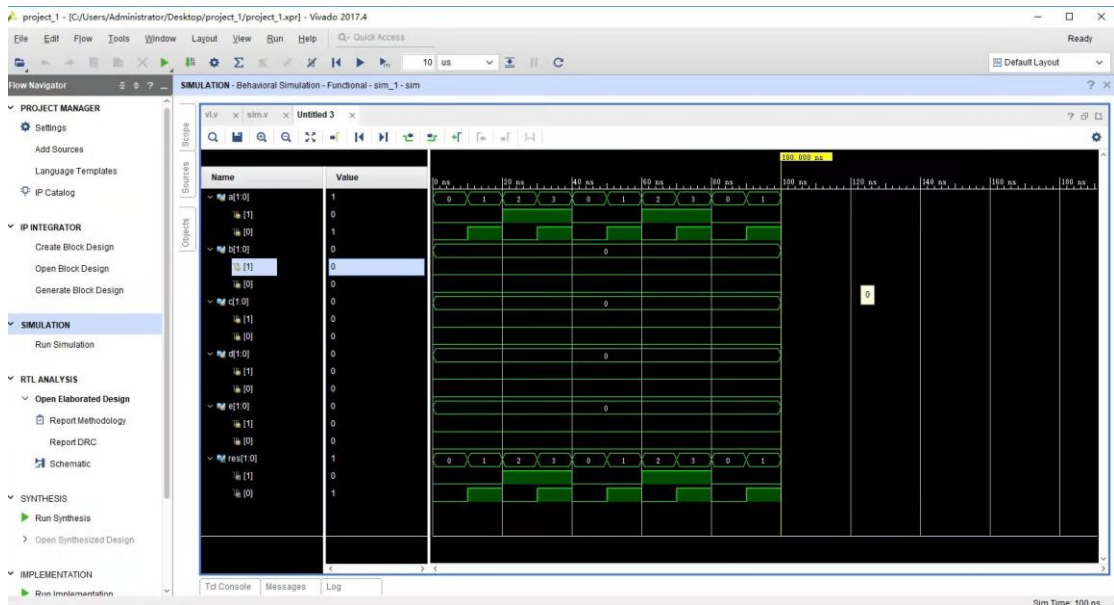 project_1 - [C:/Users/Administrator/Desktop/project_1/project_1.xpr] - Vivado 2017.4
File Edit Flow Tools Window Layout View Run Help Q- Quick Access
Ready
10 us
Default Layout
Flow Navigator
SIMULATION - Behavioral Simulation - Functional - sim_1 - sim
PROJECT MANAGER
Settings
Add Sources
Language Templates
IP Catalog
IP INTEGRATOR
Create Block Design
Open Block Design
Generate Block Design
SIMULATION
Run Simulation
RTL ANALYSIS
Open Elaborated Design
Report Methodology
Report DRC
Schematic
SYNTHESIS
Run Synthesis
Open Synthesized Design
IMPLEMENTATION
Run Implementation
Scope
Sources
Objects
sim.v Untitled 3
100.000 ns
Name Value
0 ns 20 ns 40 ns 60 ns 80 ns 100 ns 120 ns 140 ns 160 ns 180 ns
a[1:0] 1 0 1 2 3 0 1 2 3 0 1
[1] 0
[0] 1
b[1:0] 0 0
[1] 0
[0] 0
0
c[1:0] 0 0
[1] 0
[0] 0
d[1:0] 0 0
[1] 0
[0] 0
e[1:0] 0 0
[1] 0
[0] 0
res[1:0] 1 0 1 2 3 0 1 2 3 0 1
[1] 0
[0] 1
Tcl Console Messages Log
Sim Time: 100 ns